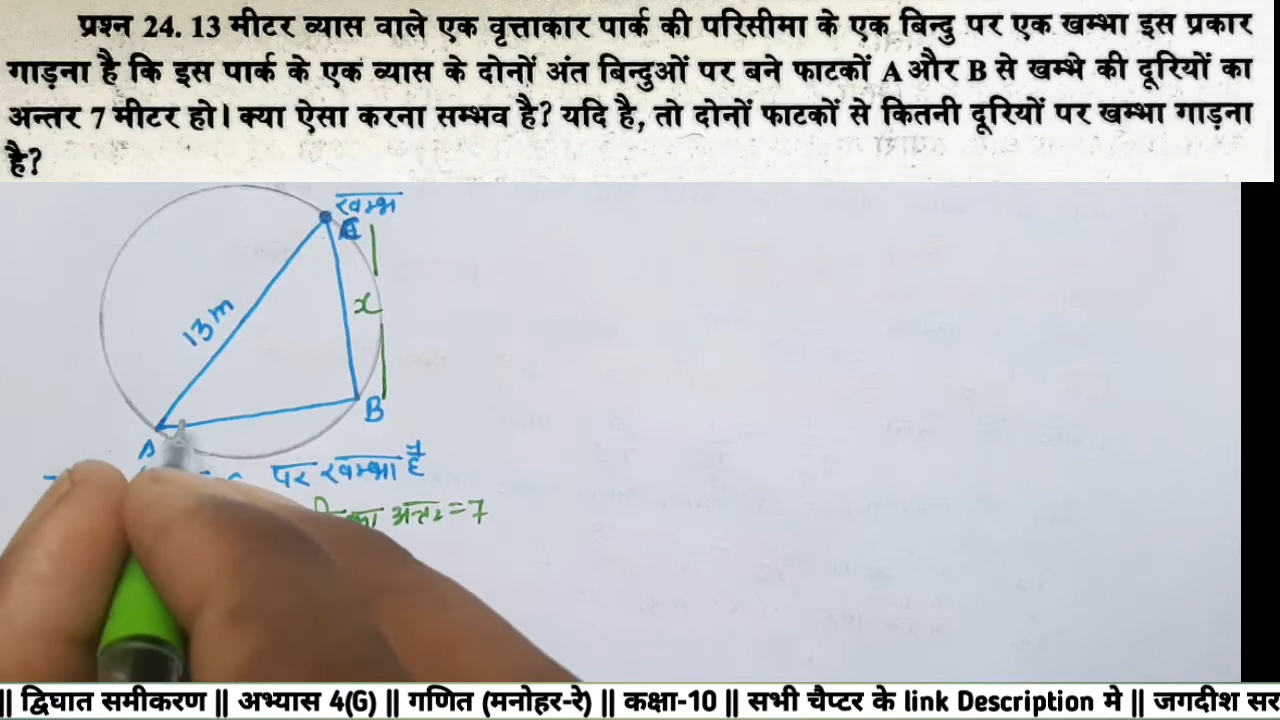 प्रश्न 24. 13 मीटर व्यास वाले एक वृत्ताकार पार्क की परिसीमा के एक बिन्दु पर एक खम्भा इस प्रकार
गाड़ना है कि इस पार्क के एक व्यास के दोनों अंत बिन्दुओं पर बने फाटकों A और B से खम्भे की दूरियों का
अन्तर 7 मीटर हो। क्या ऐसा करना सम्भव है? यदि है, तो दोनों फाटकों से कितनी दूरियों पर खम्भा गाड़ना
है?
खम्भ
13m
x
B
A
पर खम्भा है
का अन्तर = 7
|| द्विघात समीकरण || अभ्यास 4(G) || गणित (मनोहर-रे) || कक्षा-10 || सभी चैप्टर के link Description मे || जगदीश सर